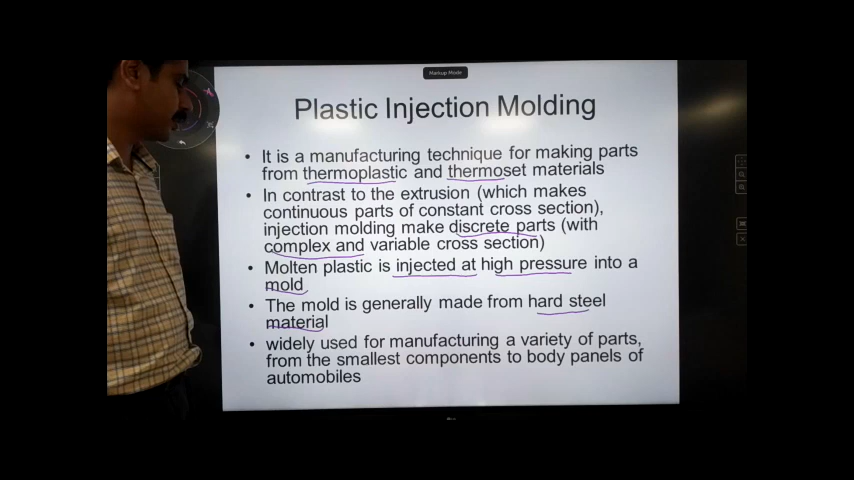 Markup Mode
Plastic Injection Molding
• It is a manufacturing technique for making parts
from thermoplastic and thermoset materials
• In contrast to the extrusion (which makes
continuous parts of constant cross section),
injection molding make discrete parts (with
complex and variable cross section)
• Molten plastic is injected at high pressure into a
mold
• The mold is generally made from hard steel
material
• widely used for manufacturing a variety of parts,
from the smallest components to body panels of
automobiles